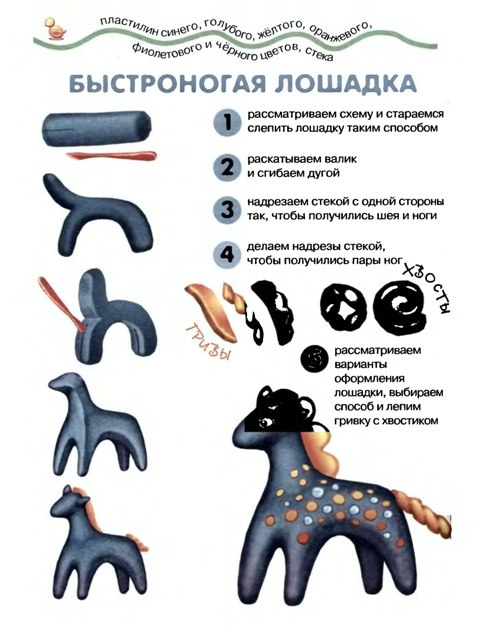 пластилин синего, голубого, жёлтого, оранжевого,
фиолетового и чёрного цветов, стека
БЫСТРОНОГАЯ ЛОШАДКА
1 рассматриваем схему и стараемся
слепить лошадку таким способом
2 раскатываем валик
и сгибаем дугой
3 надрезаем стекой с одной стороны
так, чтобы получились шея и ноги
4 делаем надрезы стекой,
чтобы получились пары ног
ХВОСТЫ
ГРИВЫ
рассматриваем
варианты
оформления
лошадки, выбираем
способ и лепим
гривку с хвостиком